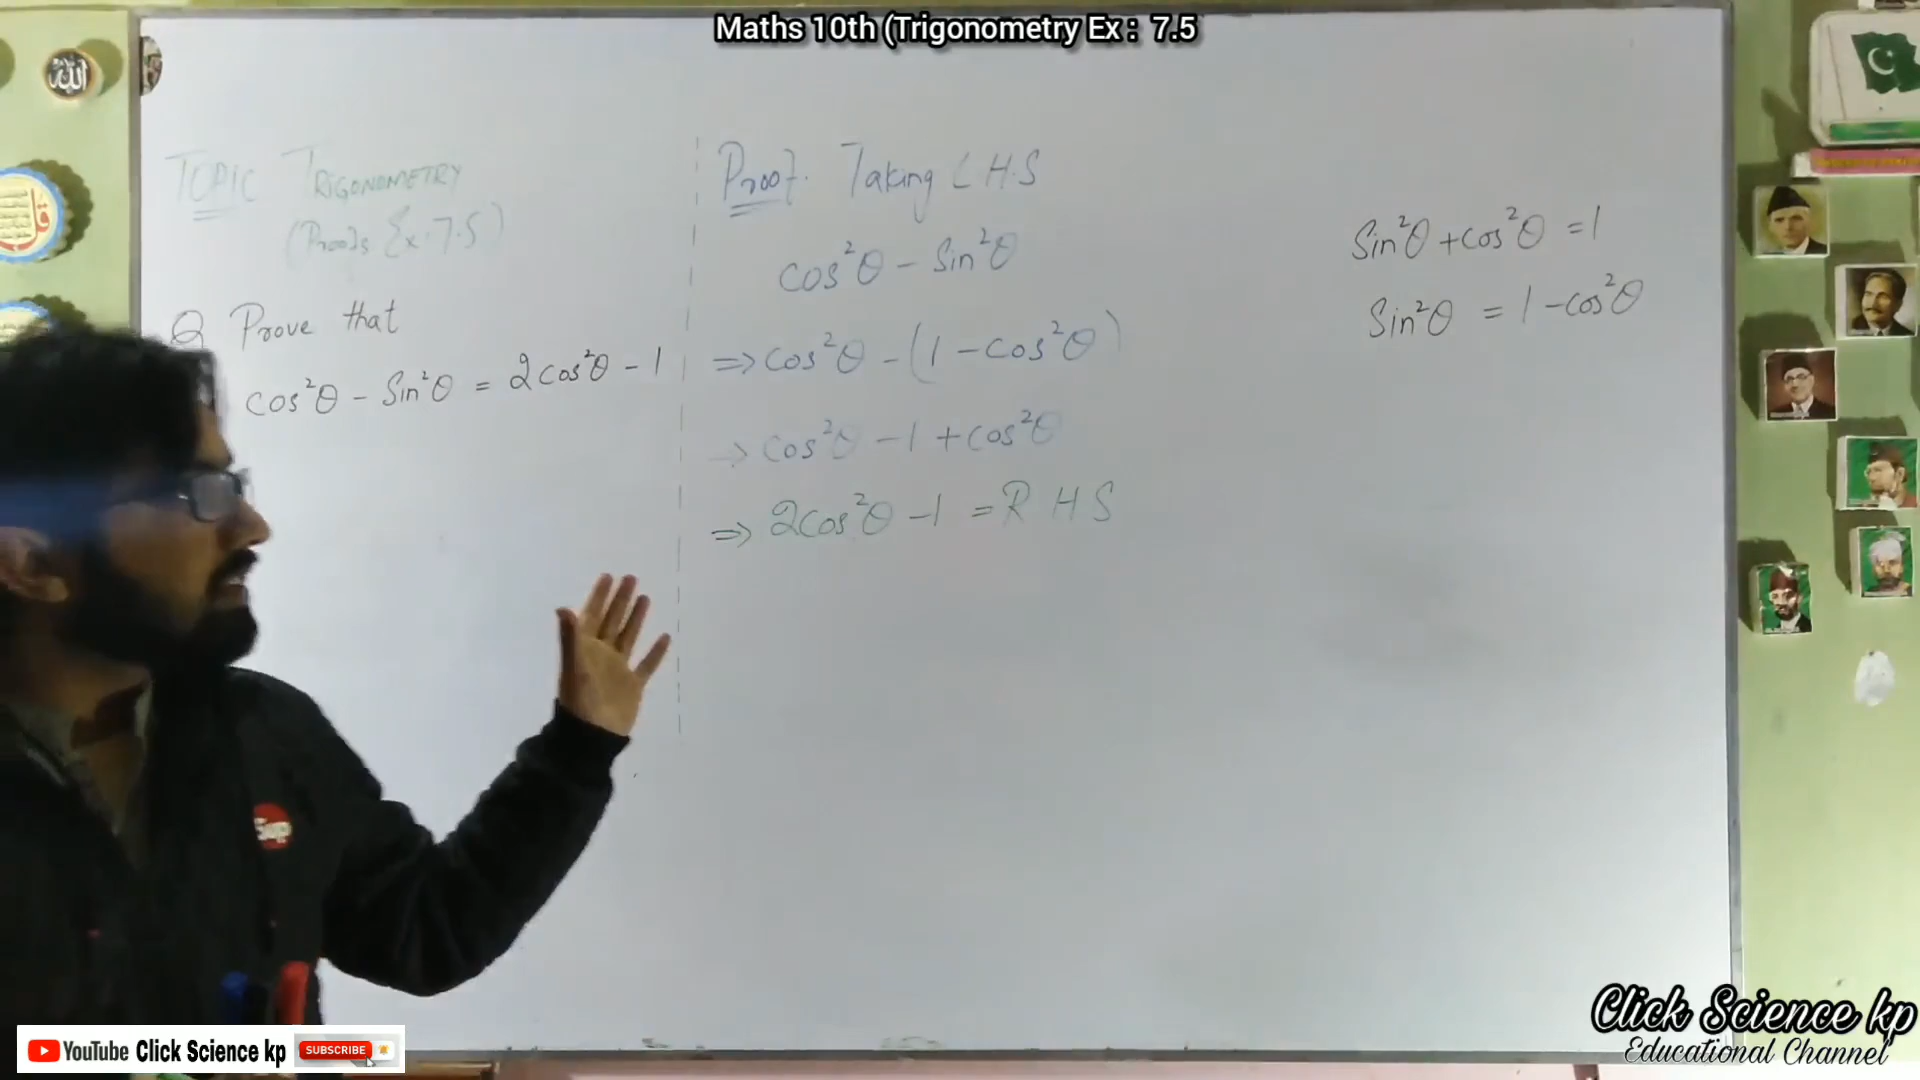 Maths 10th (Trigonometry Ex : 7.5
TOPIC TRIGONOMETRY
(Proofs Ex.7.5)
Q Prove that
cos²θ - Sin²θ = 2cos²θ - 1
Proof. Taking L H.S
cos²θ - Sin²θ
⇒ cos²θ - (1 - cos²θ)
→ cos²θ - 1 + cos²θ
⇒ 2cos²θ - 1 = R H S
Sin²θ + cos²θ = 1
Sin²θ = 1 - cos²θ
الله
Sup
YouTube Click Science kp SUBSCRIBE
Click Science kp
Educational Channel